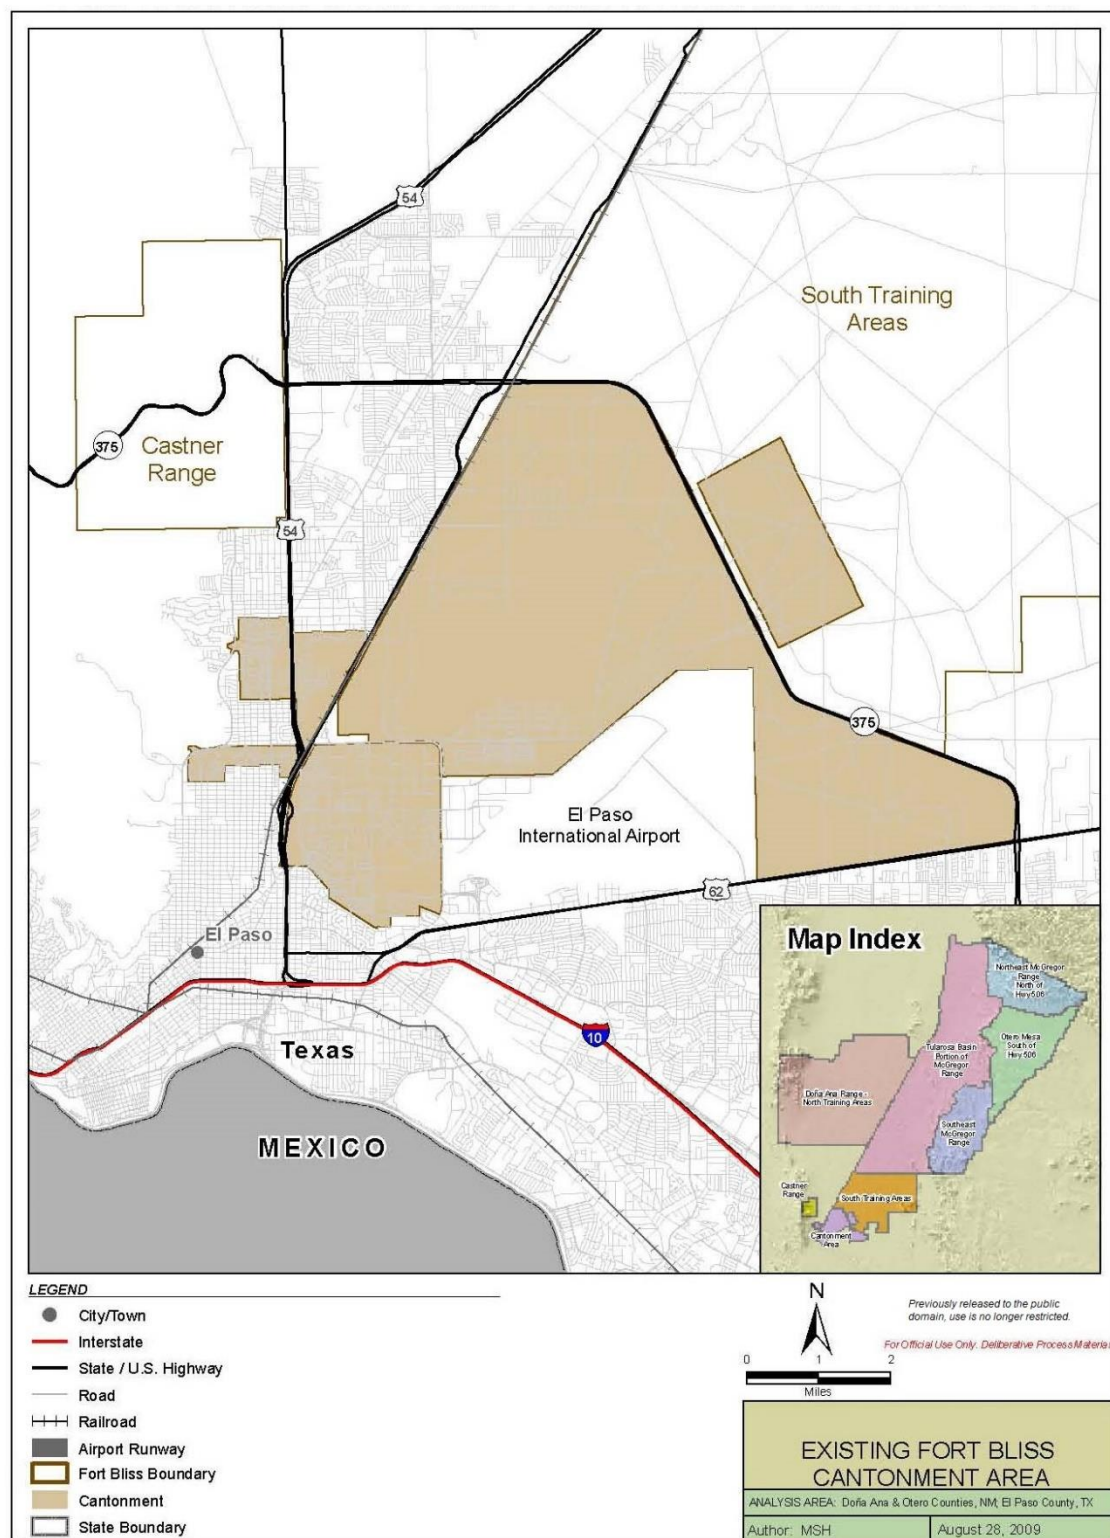 54
South Training
Areas
375
Castner
Range
54
375
El Paso
International Airport
62
El Paso
10
Texas
MEXICO
Map Index
Northeast McGregor
Range
North of
Hwy 506
Otero Mesa
South of
Hwy 506
Tularosa Basin
Portion of
McGregor
Range
Doña Ana Range -
North Training Areas
Southeast
McGregor
Range
Castner
Range
South Training Areas
Cantonment
Area
LEGEND
City/Town
Interstate
State / U.S. Highway
Road
Railroad
Airport Runway
Fort Bliss Boundary
Cantonment
State Boundary
N
0 1 2
Miles
Previously released to the public
domain, use is no longer restricted.
For Official Use Only. Deliberative Process Material
EXISTING FORT BLISS
CANTONMENT AREA
ANALYSIS AREA: Doña Ana & Otero Counties, NM; El Paso County, TX
Author: MSH
August 28, 2009